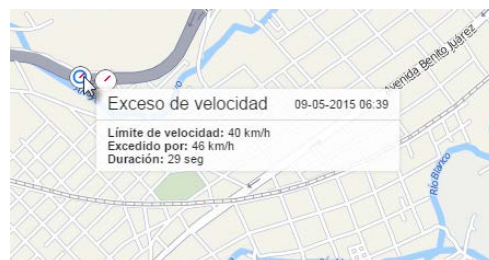 Avenida Benito Juárez
Exceso de velocidad 09-05-2015 06:39
Límite de velocidad: 40 km/h
Excedido por: 46 km/h
Duración: 29 seg
Río Blanco